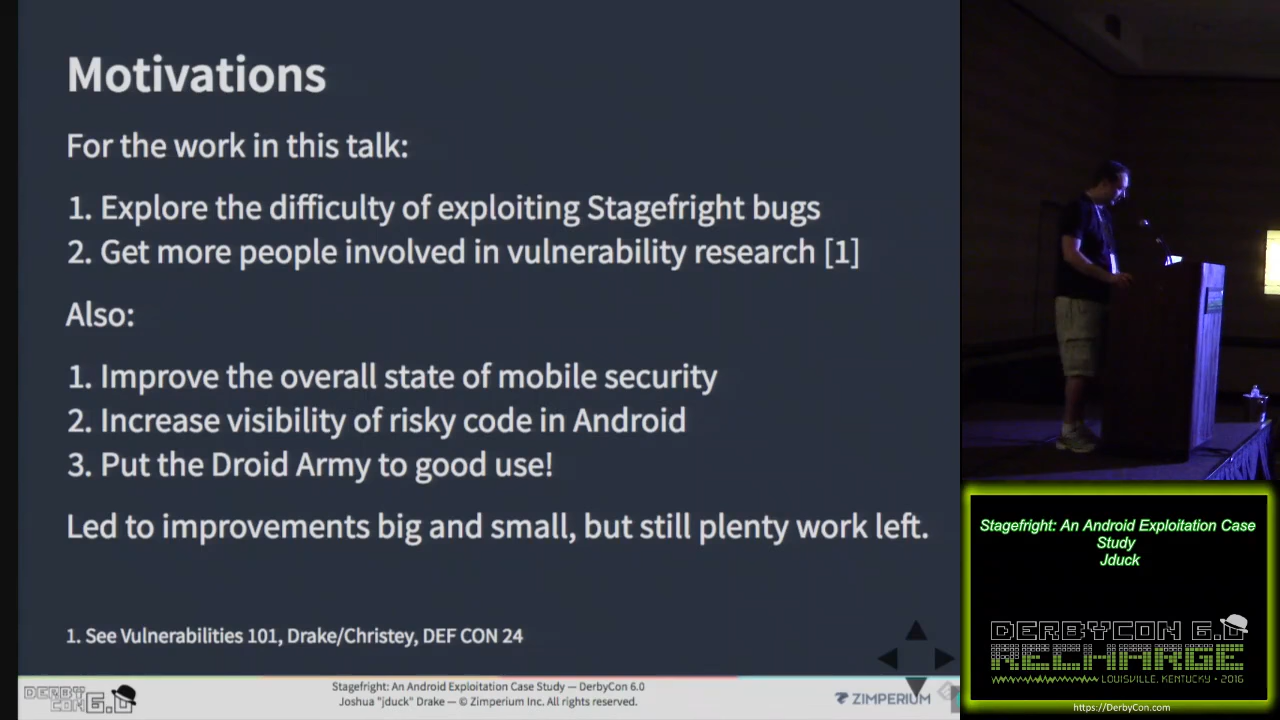 Motivations
For the work in this talk:
1. Explore the difficulty of exploiting Stagefright bugs
2. Get more people involved in vulnerability research [1]
Also:
1. Improve the overall state of mobile security
2. Increase visibility of risky code in Android
3. Put the Droid Army to good use!
Led to improvements big and small, but still plenty work left.
1. See Vulnerabilities 101, Drake/Christey, DEF CON 24
DERBY
CON 6.0
Stagefright: An Android Exploitation Case Study — DerbyCon 6.0
Joshua "jduck" Drake — © Zimperium Inc. All rights reserved.
ZIMPERIUM
Stagefright: An Android Exploitation Case
Study
Jduck
DERBYCON 6.0
RECHARGE
LOUISVILLE, KENTUCKY • 2016
https://DerbyCon.com